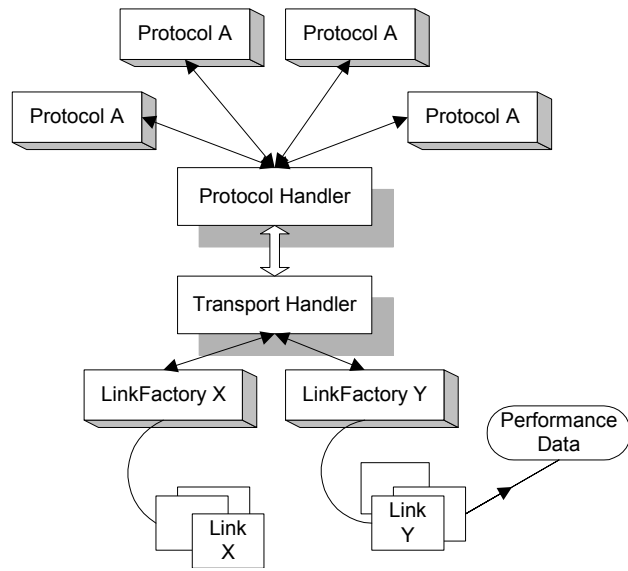 Protocol A
Protocol A
Protocol A
Protocol A
Protocol Handler
Transport Handler
LinkFactory X
LinkFactory Y
Performance
Data
Link
X
Link
Y